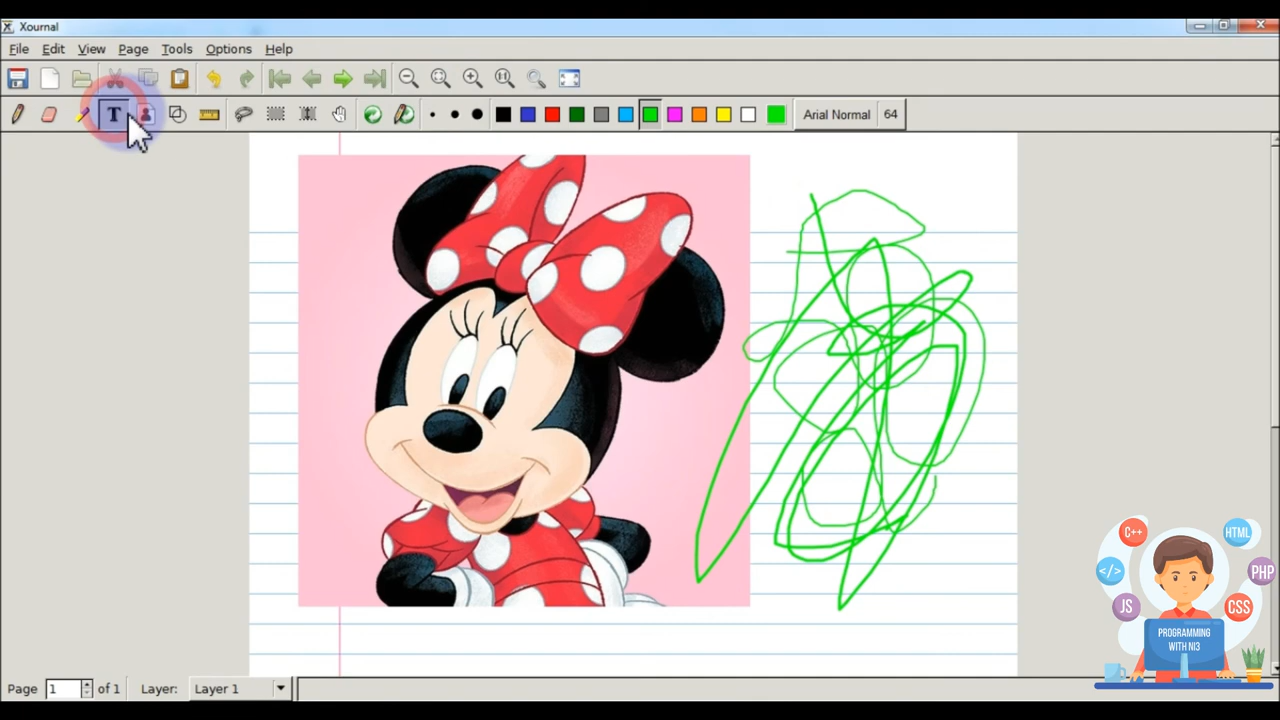 Xournal
File Edit View Page Tools Options Help
T Arial Normal 64
C++ HTML
</> PHP
JS CSS
PROGRAMMING
WITH NI3
Page 1 of 1 Layer: Layer 1